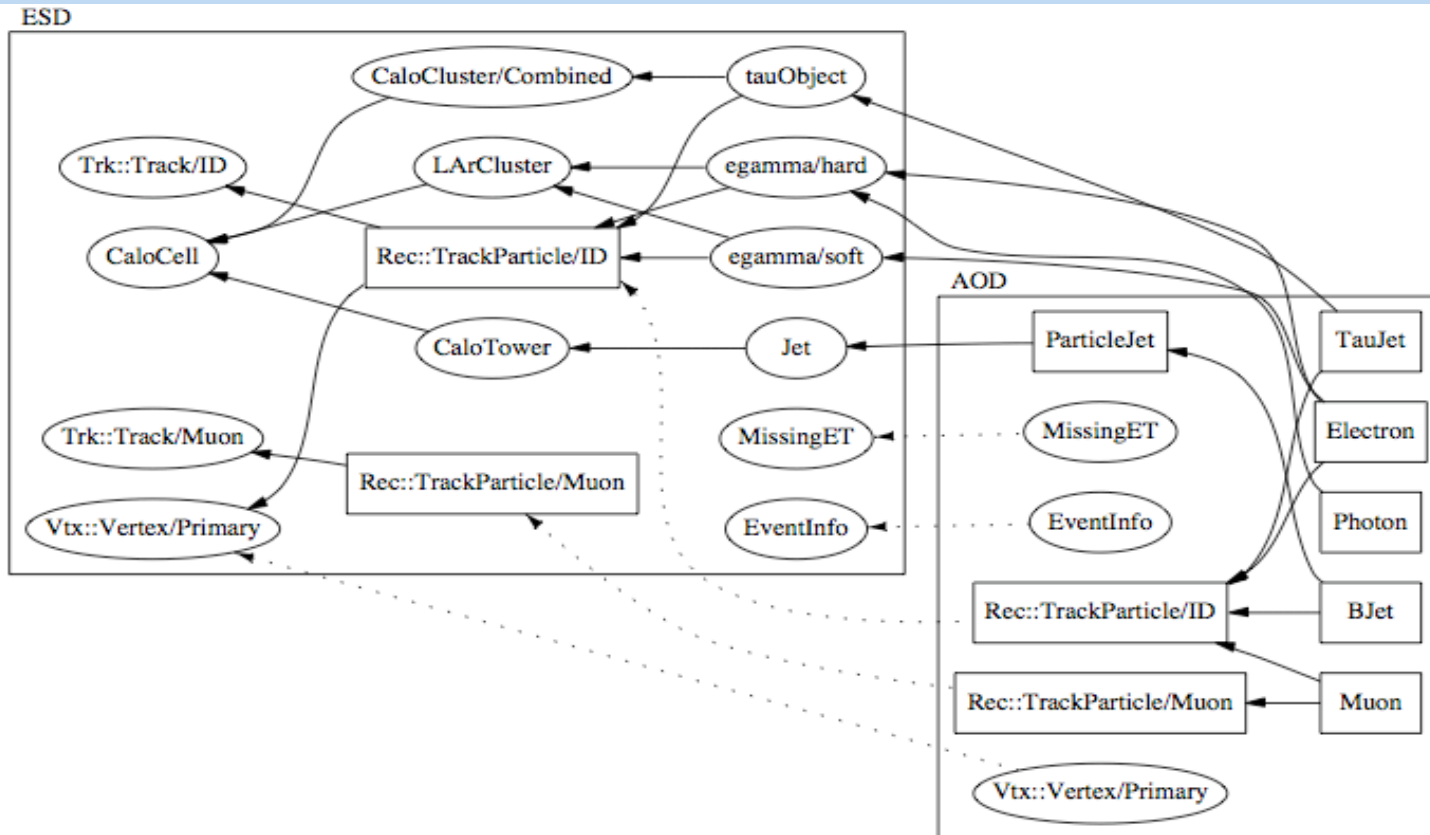 ESD
CaloCluster/Combined
tauObject
Trk::Track/ID
LArCluster
egamma/hard
CaloCell
Rec::TrackParticle/ID
egamma/soft
AOD
CaloTower
Jet
ParticleJet
TauJet
Trk::Track/Muon
MissingET
MissingET
Electron
Rec::TrackParticle/Muon
Vtx::Vertex/Primary
EventInfo
EventInfo
Photon
Rec::TrackParticle/ID
BJet
Rec::TrackParticle/Muon
Muon
Vtx::Vertex/Primary